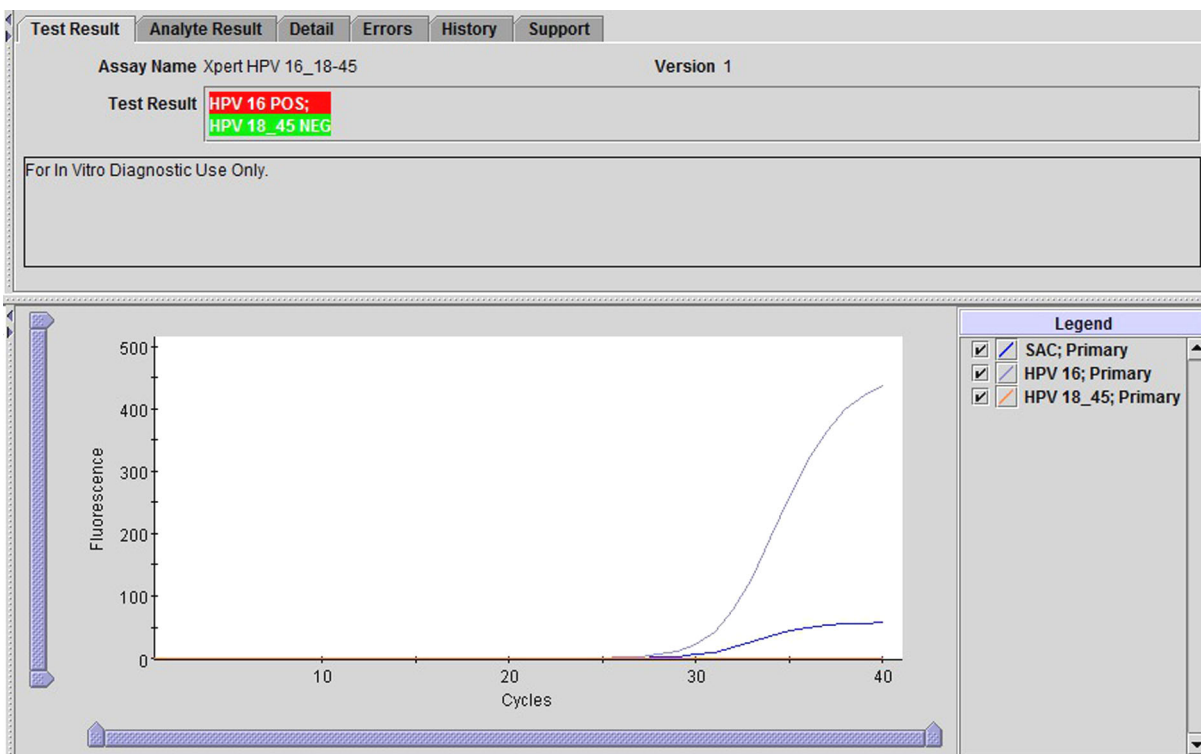 Test Result Analyte Result Detail Errors History Support
Assay Name Xpert HPV 16_18-45 Version 1
Test Result HPV 16 POS;
HPV 18_45 NEG
For In Vitro Diagnostic Use Only.
Legend
SAC; Primary
HPV 16; Primary
HPV 18_45; Primary
500
400
300
200
100
0
Fluorescence
10 20 30 40
Cycles